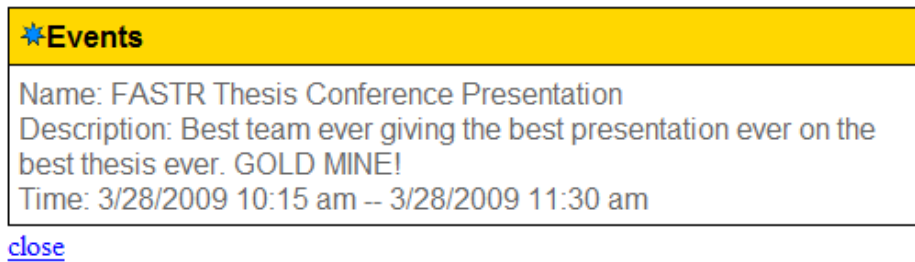 Events
Name: FASTR Thesis Conference Presentation
Description: Best team ever giving the best presentation ever on the
best thesis ever. GOLD MINE!
Time: 3/28/2009 10:15 am -- 3/28/2009 11:30 am
close